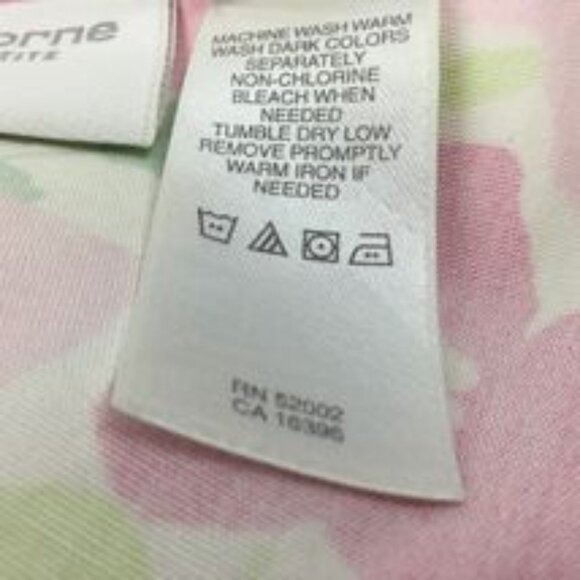 orne
TITE
MACHINE WASH WARM
WASH DARK COLORS
SEPARATELY
NON-CHLORINE
BLEACH WHEN
NEEDED
TUMBLE DRY LOW
REMOVE PROMPTLY
WARM IRON IF
NEEDED
RN 52002
CA 16396